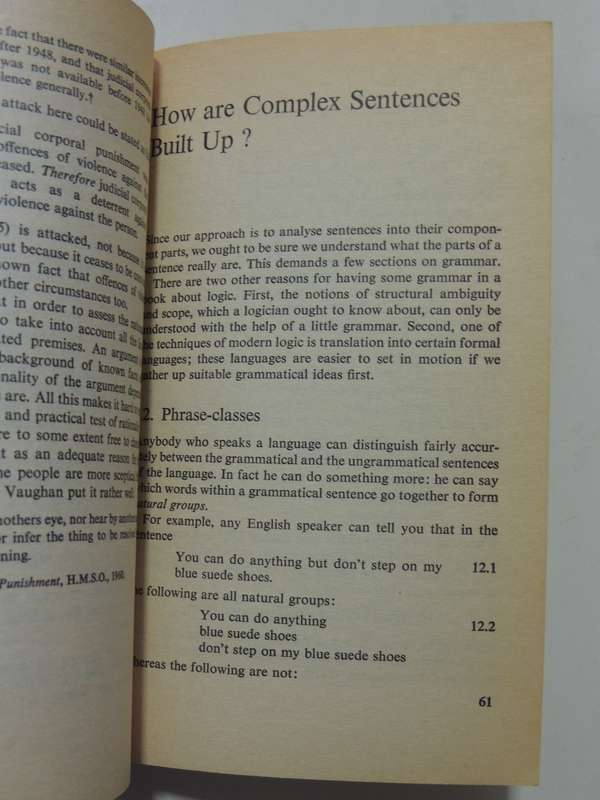 fact that there were similar
after 1948, and that judicial
was not available before 1948
violence generally.†
attack here could be stated
cial corporal punishment
offences of violence against
eased. Therefore judicial
acts as a deterrent
violence against the person.
5) is attacked, not because
but because it ceases to be
own fact that offences of
other circumstances too.
t in order to assess the
o take into account all the
ted premises. An argument
background of known facts
nality of the argument
are. All this makes it hard to
and practical test of
re to some extent free to
t as an adequate reason
he people are more
Vaughan put it rather well.
nothers eye, nor hear by
or infer the thing to be
ning.
Punishment, H.M.S.O., 1960.
How are Complex Sentences
Built Up ?
Since our approach is to analyse sentences into their compon-
ent parts, we ought to be sure we understand what the parts of a
sentence really are. This demands a few sections on grammar.
There are two other reasons for having some grammar in a
book about logic. First, the notions of structural ambiguity
and scope, which a logician ought to know about, can only be
understood with the help of a little grammar. Second, one of
the techniques of modern logic is translation into certain formal
languages; these languages are easier to set in motion if we
gather up suitable grammatical ideas first.
2. Phrase-classes
Anybody who speaks a language can distinguish fairly accur-
ately between the grammatical and the ungrammatical sentences
of the language. In fact he can do something more: he can say
which words within a grammatical sentence go together to form
natural groups.
For example, any English speaker can tell you that in the
sentence
You can do anything but don't step on my 12.1
blue suede shoes.
the following are all natural groups:
You can do anything 12.2
blue suede shoes
don't step on my blue suede shoes
whereas the following are not:
61